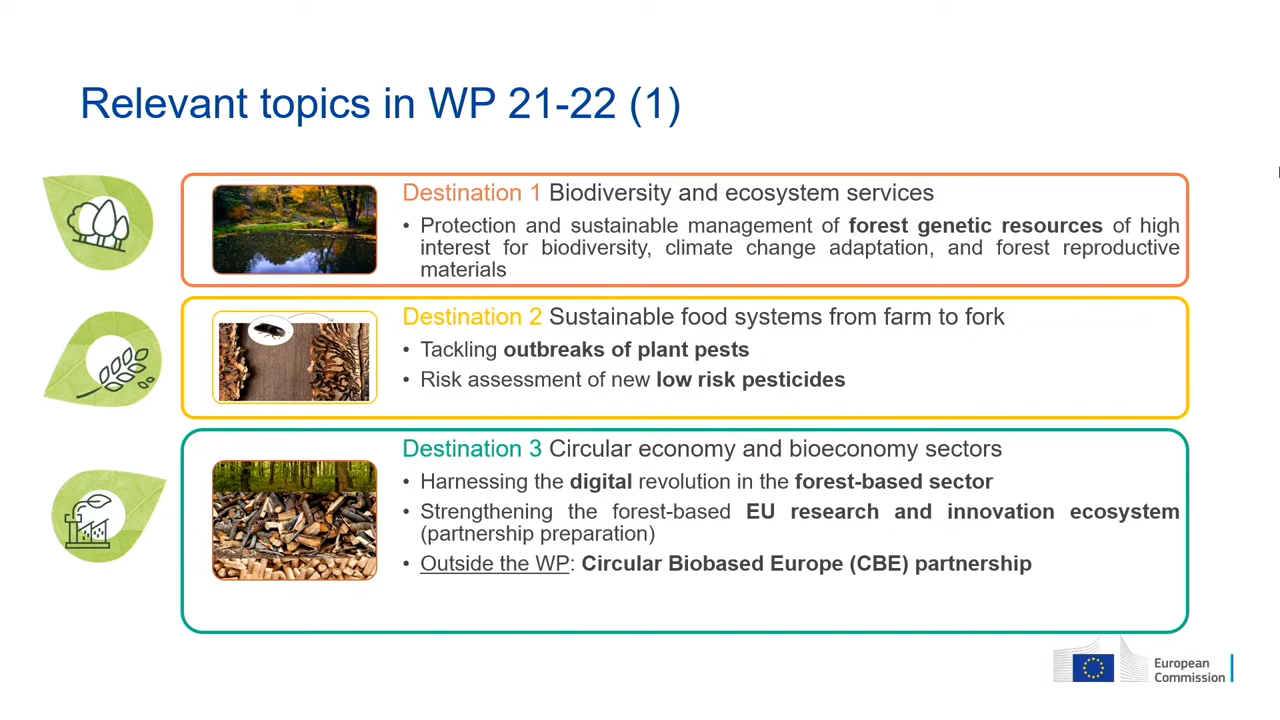 Relevant topics in WP 21-22 (1)
Destination 1 Biodiversity and ecosystem services
• Protection and sustainable management of forest genetic resources of high
interest for biodiversity, climate change adaptation, and forest reproductive
materials
Destination 2 Sustainable food systems from farm to fork
• Tackling outbreaks of plant pests
• Risk assessment of new low risk pesticides
Destination 3 Circular economy and bioeconomy sectors
• Harnessing the digital revolution in the forest-based sector
• Strengthening the forest-based EU research and innovation ecosystem
(partnership preparation)
• Outside the WP: Circular Biobased Europe (CBE) partnership
European
Commission